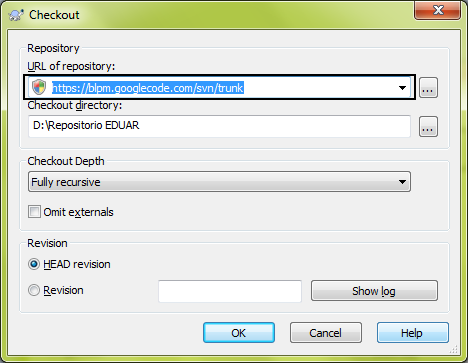 Checkout
Repository
URL of repository:
https://blpm.googlecode.com/svn/trunk
...
Checkout directory:
D:\Repositorio EDUAR
...
Checkout Depth
Fully recursive
Omit externals
Revision
HEAD revision
Revision
Show log
OK
Cancel
Help